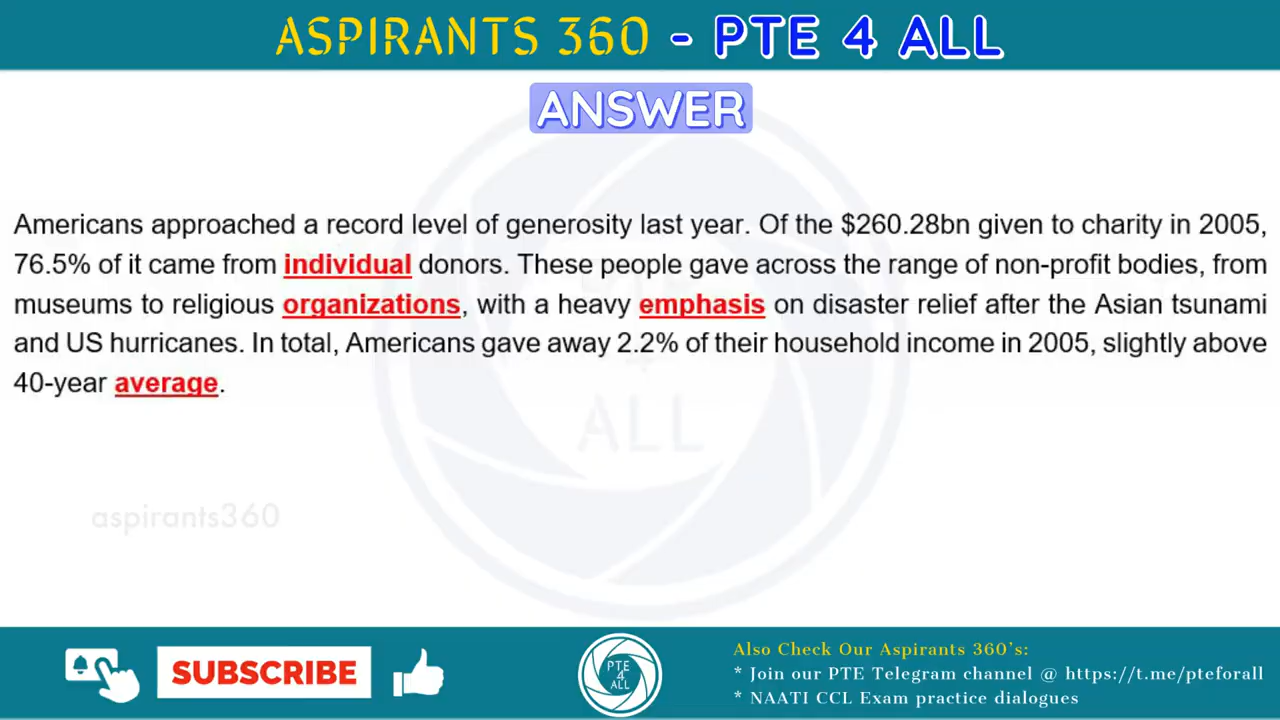 ASPIRANTS 360 - PTE 4 ALL
ANSWER
Americans approached a record level of generosity last year. Of the $260.28bn given to charity in 2005,
76.5% of it came from individual donors. These people gave across the range of non-profit bodies, from
museums to religious organizations, with a heavy emphasis on disaster relief after the Asian tsunami
and US hurricanes. In total, Americans gave away 2.2% of their household income in 2005, slightly above
40-year average.
ALL
aspirants360
SUBSCRIBE
PTE
4
ALL
Also Check Our Aspirants 360's:
* Join our PTE Telegram channel @ https://t.me/pteforall
* NAATI CCL Exam practice dialogues